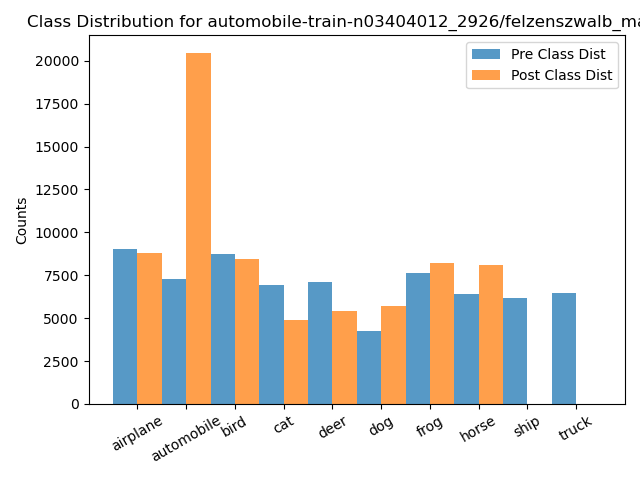 Class Distribution for automobile-train-n03404012_2926/felzenszwalb_ma
Pre Class Dist
Post Class Dist
Counts
20000
17500
15000
12500
10000
7500
5000
2500
0
airplane
automobile
bird
cat
deer
dog
frog
horse
ship
truck